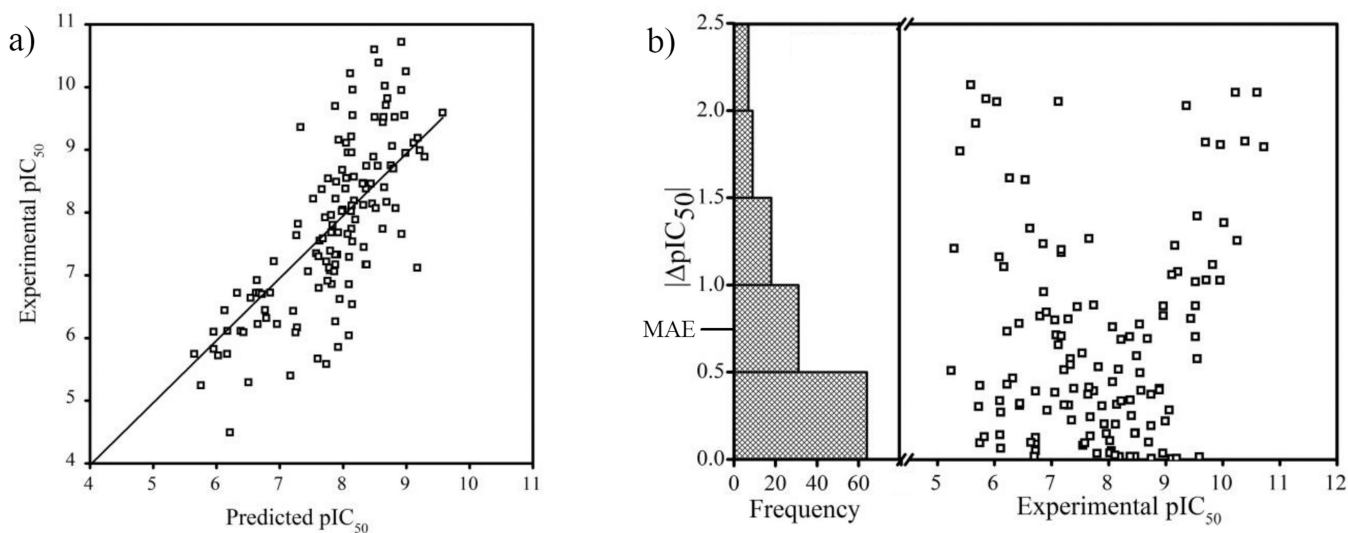 a)
11
10
9
8
7
6
5
4
Experimental pIC50
4 5 6 7 8 9 10 11
Predicted pIC50
b)
2.5
2.0
1.5
1.0
MAE
0.5
0.0
|ΔpIC50|
0 20 40 60
Frequency
5 6 7 8 9 10 11 12
Experimental pIC50